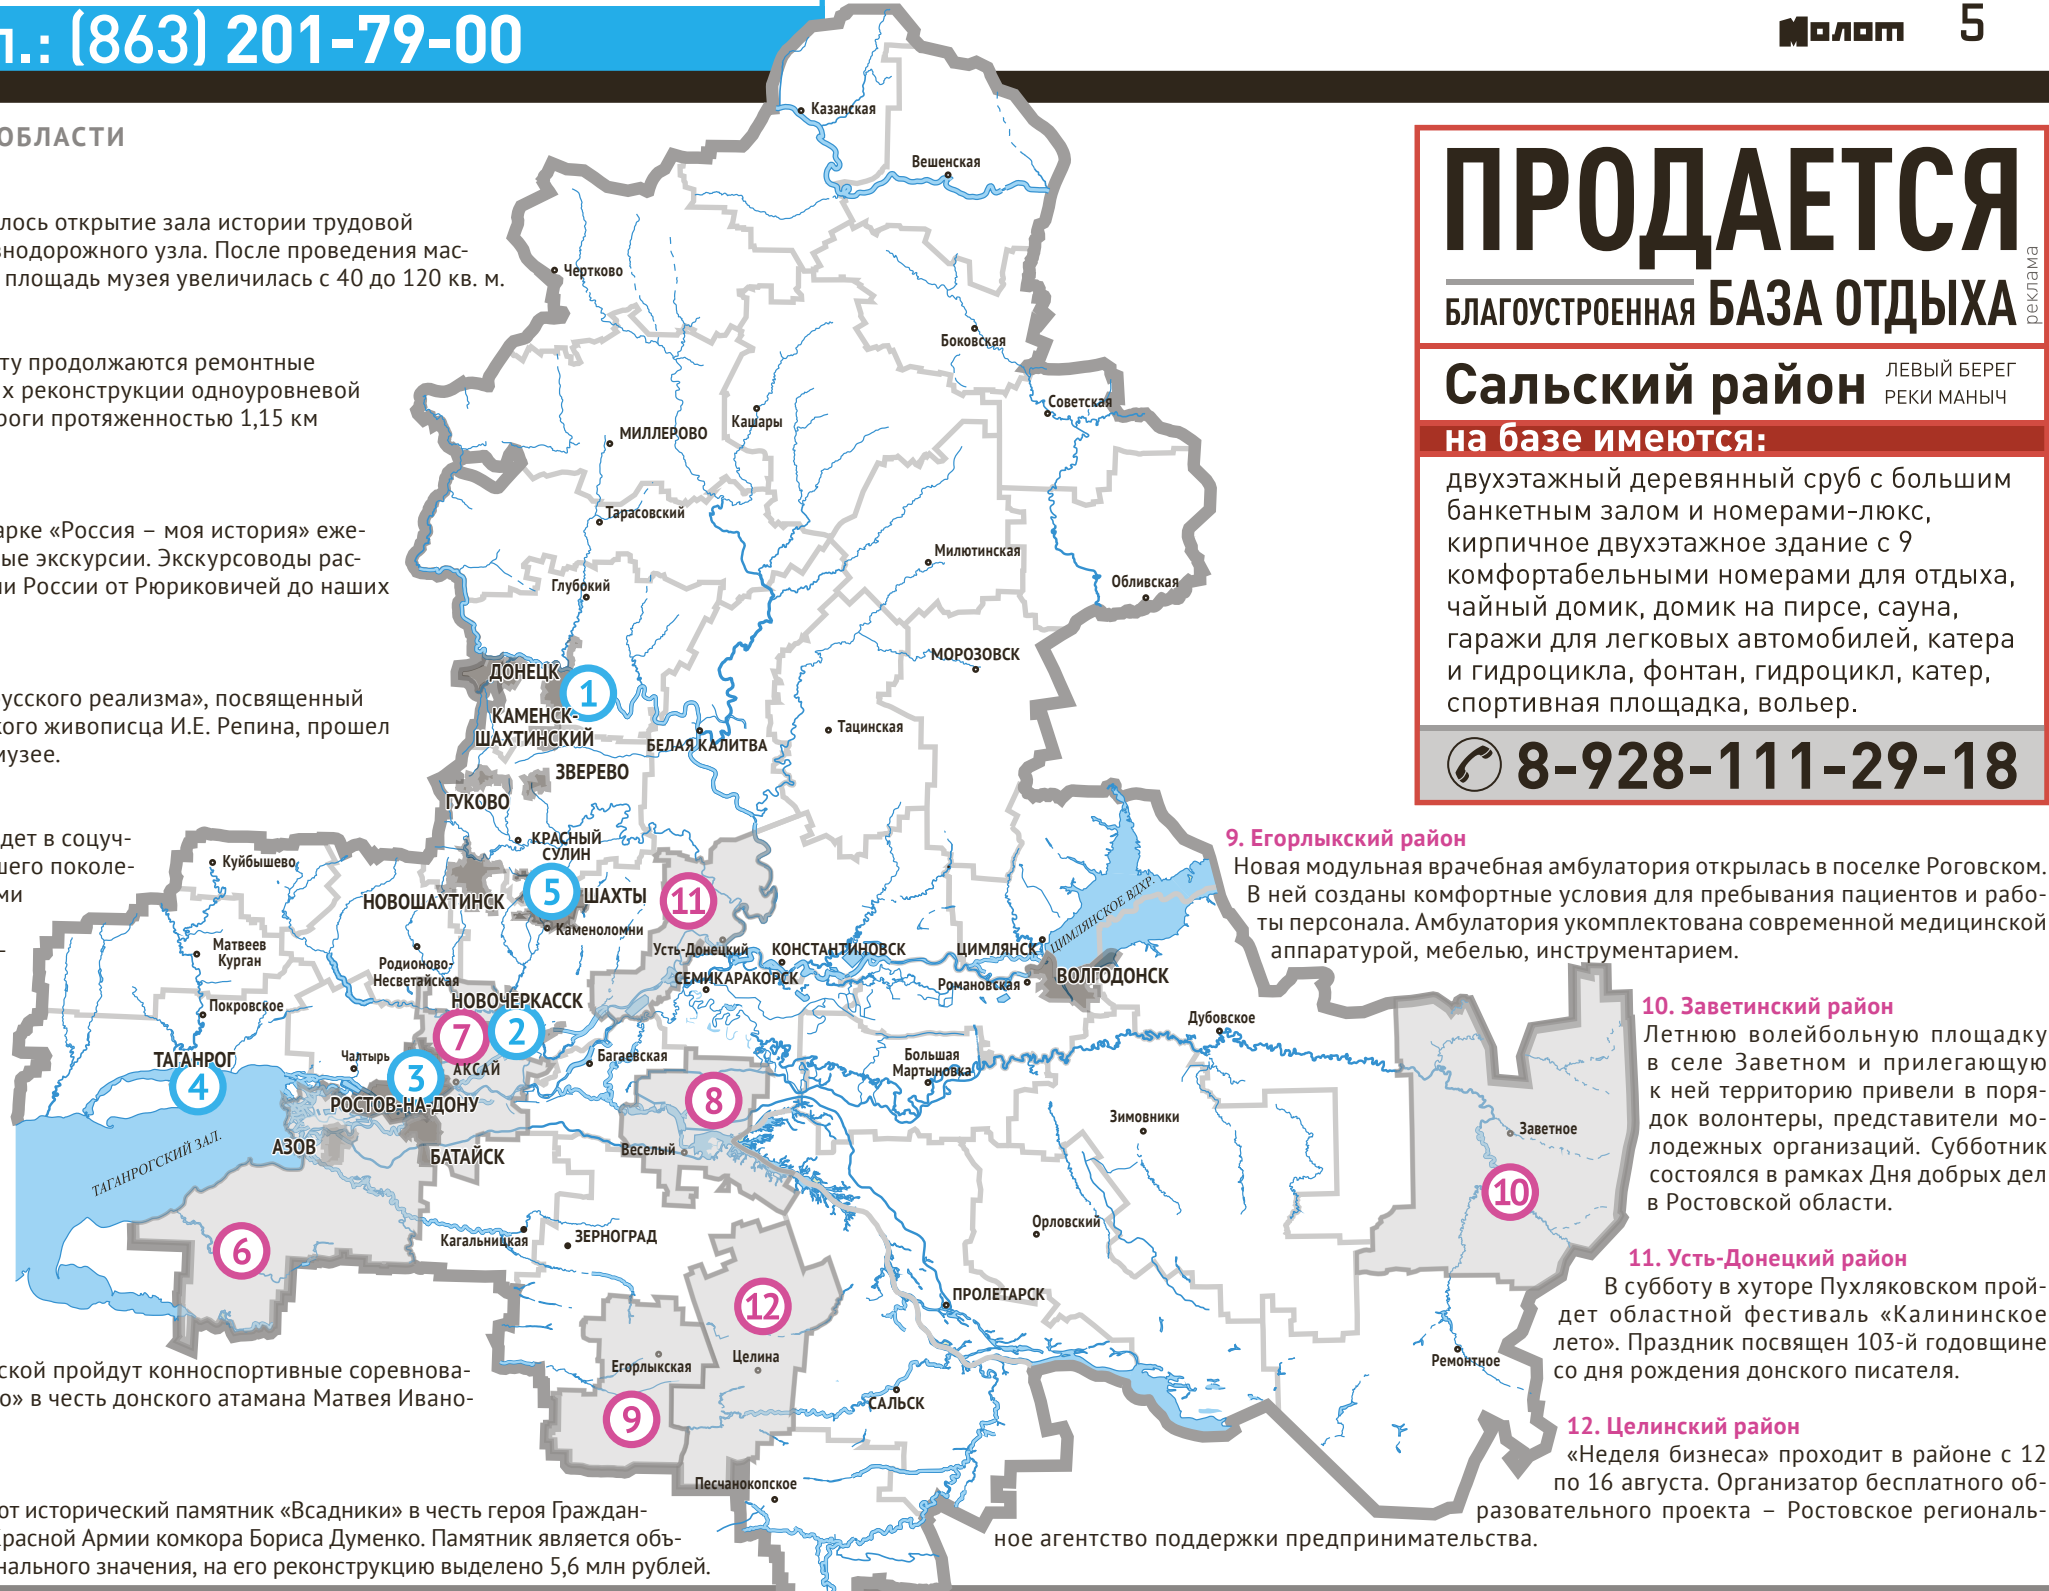 л.: (863) 201-79-00
Молот 5
ОБЛАСТИ
лось открытие зала истории трудовой
знодорожного узла. После проведения мас-
площадь музея увеличилась с 40 до 120 кв. м.
ту продолжаются ремонтные
х реконструкции одноуровневой
роги протяженностью 1,15 км
арке «Россия – моя история» еже-
ые экскурсии. Экскурсоводы рас-
ии России от Рюриковичей до наших
усского реализма», посвященный
кого живописца И.Е. Репина, прошел
музее.
дет в соцуч-
шего поколе-
ми
ской пройдут конноспортивные соревнова-
о» в честь донского атамана Матвея Ивано-
от исторический памятник «Всадники» в честь героя Граждан-
Красной Армии комкора Бориса Думенко. Памятник является объ-
нального значения, на его реконструкцию выделено 5,6 млн рублей.
Казанская
Вешенская
Чертково
Боковская
Советская
Кашары
МИЛЛЕРОВО
Тарасовский
Милютинская
Обливская
Глубокий
МОРОЗОВСК
ДОНЕЦК
1
КАМЕНСК-
ШАХТИНСКИЙ
Тацинская
БЕЛАЯ КАЛИТВА
ЗВЕРЕВО
ГУКОВО
КРАСНЫЙ
СУЛИН
Куйбышево
5
ШАХТЫ
11
НОВОШАХТИНСК
Каменоломни
Матвеев
Курган
Родионово-
Несветайская
Усть-Донецкий
КОНСТАНТИНОВСК
ЦИМЛЯНСК
ЦИМЛЯНСКОЕ ВДХР.
СЕМИКАРАКОРСК
Романовская
ВОЛГОДОНСК
Покровское
НОВОЧЕРКАССК
7
2
Дубовское
ТАГАНРОГ
Чалтырь
Багаевская
Большая
Мартыновка
АКСАЙ
3
4
8
РОСТОВ-НА-ДОНУ
Зимовники
Заветное
ТАГАНРОГСКИЙ ЗАЛ.
АЗОВ
БАТАЙСК
Веселый
10
6
Кагальницкая
ЗЕРНОГРАД
Орловский
12
ПРОЛЕТАРСК
Егорлыкская
Целина
Ремонтное
9
САЛЬСК
Песчанокопское
ПРОДАЕТСЯ
БЛАГОУСТРОЕННАЯ БАЗА ОТДЫХА
реклама
Сальский район ЛЕВЫЙ БЕРЕГ
РЕКИ МАНЫЧ
на базе имеются:
двухэтажный деревянный сруб с большим
банкетным залом и номерами-люкс,
кирпичное двухэтажное здание с 9
комфортабельными номерами для отдыха,
чайный домик, домик на пирсе, сауна,
гаражи для легковых автомобилей, катера
и гидроцикла, фонтан, гидроцикл, катер,
спортивная площадка, вольер.
8-928-111-29-18
9. Егорлыкский район
Новая модульная врачебная амбулатория открылась в поселке Роговском.
В ней созданы комфортные условия для пребывания пациентов и рабо-
ты персонала. Амбулатория укомплектована современной медицинской
аппаратурой, мебелью, инструментарием.
10. Заветинский район
Летнюю волейбольную площадку
в селе Заветном и прилегающую
к ней территорию привели в поря-
док волонтеры, представители мо-
лодежных организаций. Субботник
состоялся в рамках Дня добрых дел
в Ростовской области.
11. Усть-Донецкий район
В субботу в хуторе Пухляковском прой-
дет областной фестиваль «Калининское
лето». Праздник посвящен 103-й годовщине
со дня рождения донского писателя.
12. Целинский район
«Неделя бизнеса» проходит в районе с 12
по 16 августа. Организатор бесплатного об-
разовательного проекта – Ростовское региональ-
ное агентство поддержки предпринимательства.